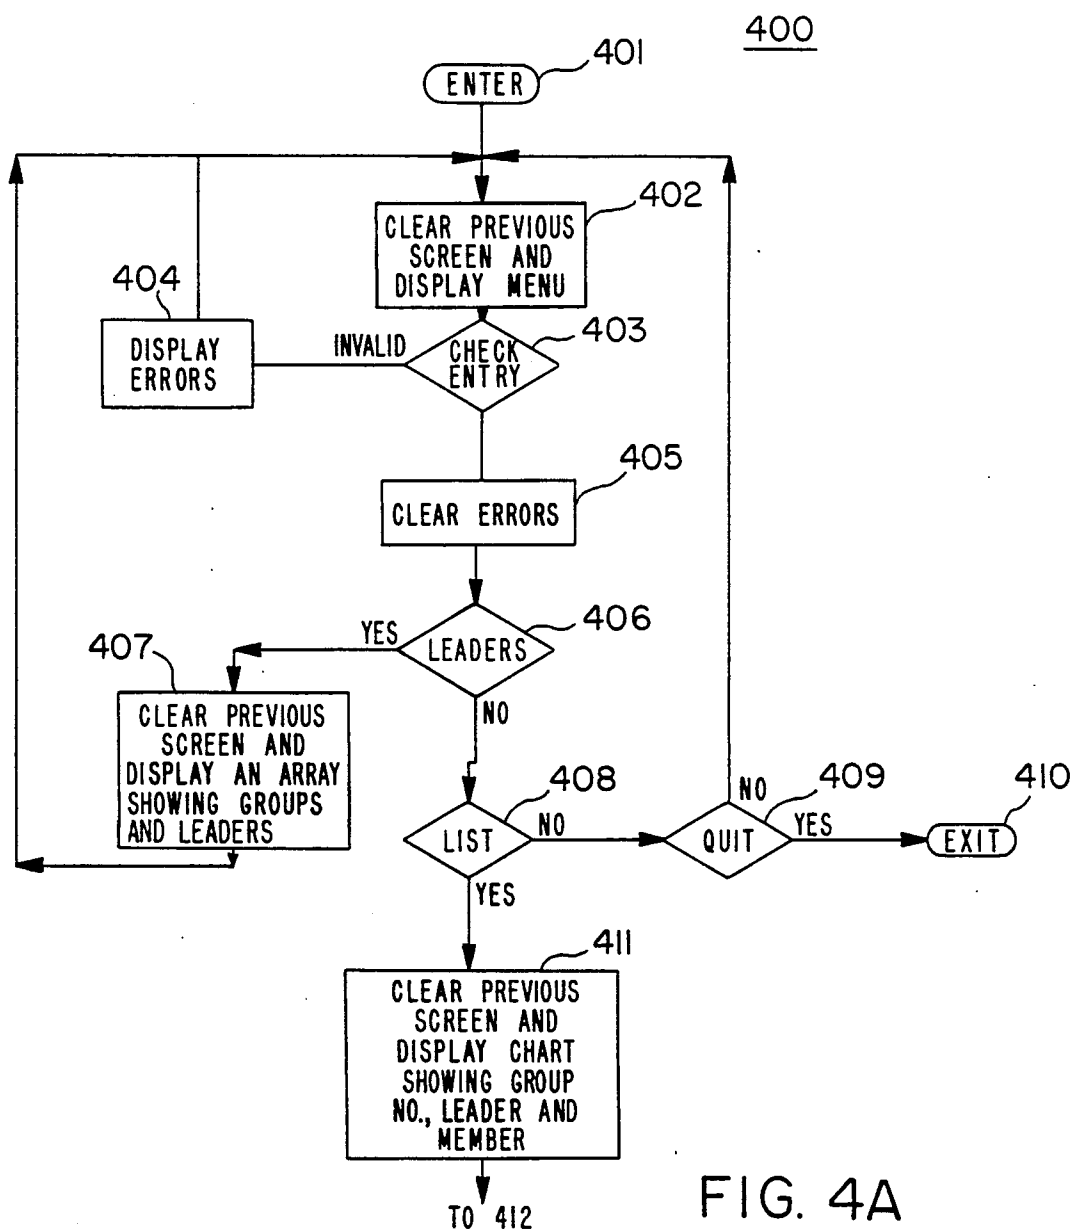 400
401
ENTER
402
CLEAR PREVIOUS
SCREEN AND
DISPLAY MENU
404
DISPLAY
ERRORS
INVALID
403
CHECK
ENTRY
405
CLEAR ERRORS
406
LEADERS
YES
NO
407
CLEAR PREVIOUS
SCREEN AND
DISPLAY AN ARRAY
SHOWING GROUPS
AND LEADERS
408
LIST
NO
YES
409
QUIT
NO
YES
410
EXIT
411
CLEAR PREVIOUS
SCREEN AND
DISPLAY CHART
SHOWING GROUP
NO., LEADER AND
MEMBER
TO 412
FIG. 4A